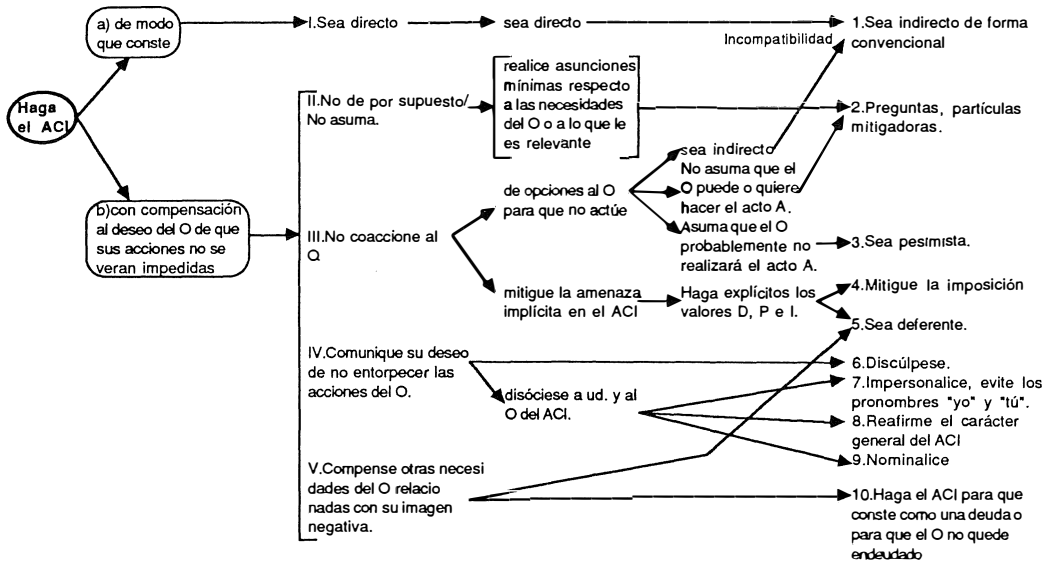 Haga
el ACI
a) de modo
que conste
b)con compensación
al deseo del O de que
sus acciones no se
veran impedidas
I.Sea directo
II.No de por supuesto/
No asuma.
III.No coaccione al
O
IV.Comunique su deseo
de no entorpecer las
acciones del O.
V.Compense otras necesi
dades del O relacio
nadas con su imagen
negativa.
sea directo
realice asunciones
mínimas respecto
a las necesidades
del O o a lo que le
es relevante
de opciones al O
para que no actúe
mitigue la amenaza
implícita en el ACI
disóciese a ud. y al
O del ACI.
sea indirecto
No asuma que el
O puede o quiere
hacer el acto A.
Asuma que el O
probablemente no
realizará el acto A.
Haga explícitos los
valores D, P e I.
Incompatibilidad
1.Sea indirecto de forma
convencional
2.Preguntas, partículas
mitigadoras.
3.Sea pesimista.
4.Mitigue la imposición
5.Sea deferente.
6.Discúlpese.
7.Impersonalice, evite los
pronombres "yo" y "tú".
8.Reafirme el carácter
general del ACI
9.Nominalice
10.Haga el ACI para que
conste como una deuda o
para que el O no quede
endeudado